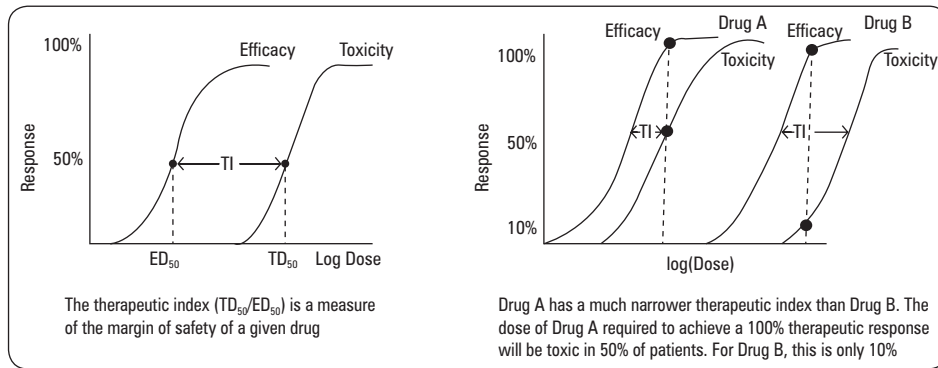 100%
50%
Response
Efficacy
Toxicity
TI
ED50
TD50
Log Dose
The therapeutic index (TD50/ED50) is a measure
of the margin of safety of a given drug
100%
50%
10%
Response
Efficacy
Drug A
Toxicity
TI
Efficacy
Drug B
Toxicity
TI
log(Dose)
Drug A has a much narrower therapeutic index than Drug B. The
dose of Drug A required to achieve a 100% therapeutic response
will be toxic in 50% of patients. For Drug B, this is only 10%